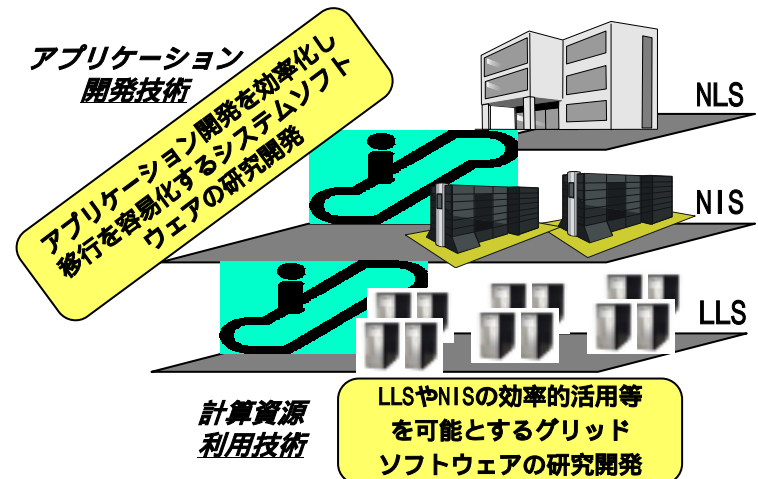 アプリケーション
開発技術
アプリケーション開発を効率化し
移行を容易化するシステムソフト
ウェアの研究開発
NLS
NIS
LLS
計算資源
利用技術
LLSやNISの効率的活用等
を可能とするグリッド
ソフトウェアの研究開発